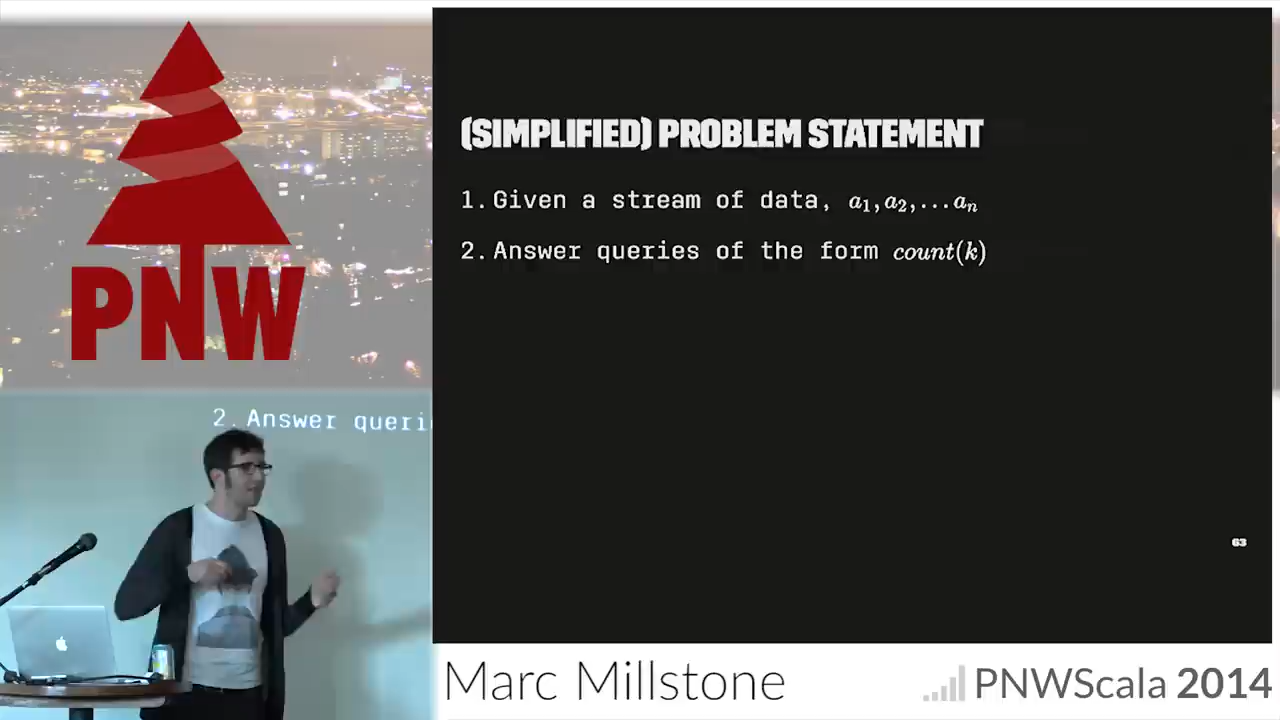 PNW
(SIMPLIFIED) PROBLEM STATEMENT
1. Given a stream of data, a₁, a₂, ... aₙ
2. Answer queries of the form count(k)
2. Answer queri
63
Marc Millstone
PNWScala 2014